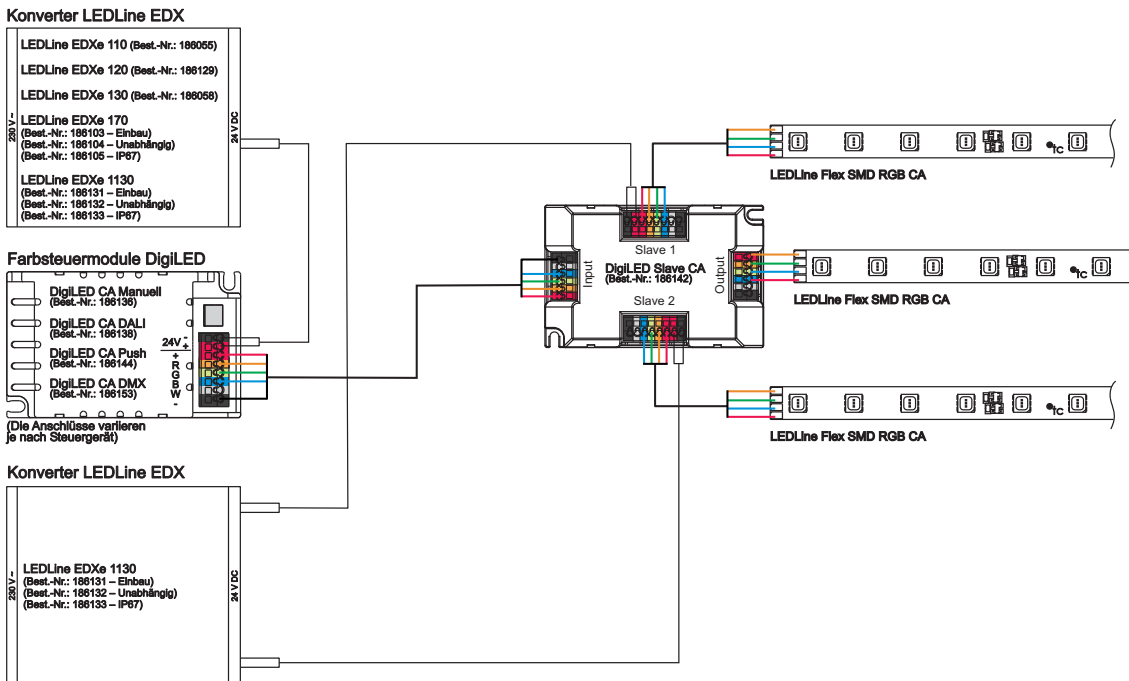 Konverter LEDLine EDX
LEDLine EDXe 110 (Best.-Nr.: 186055)
LEDLine EDXe 120 (Best.-Nr.: 186129)
LEDLine EDXe 130 (Best.-Nr.: 186058)
LEDLine EDXe 170
(Best.-Nr.: 186103 – Einbau)
(Best.-Nr.: 186104 – Unabhängig)
(Best.-Nr.: 186105 – IP67)
LEDLine EDXe 1130
(Best.-Nr.: 186131 – Einbau)
(Best.-Nr.: 186132 – Unabhängig)
(Best.-Nr.: 186133 – IP67)
230 V ~
24 V DC
Farbsteuermodule DigiLED
DigiLED CA Manuell
(Best.-Nr.: 186136)
DigiLED CA DALI
(Best.-Nr.: 186138)
DigiLED CA Push
(Best.-Nr.: 186144)
DigiLED CA DMX
(Best.-Nr.: 186153)
24V -
+
+
R
G
B
W
-
(Die Anschlüsse variieren
je nach Steuergerät)
Konverter LEDLine EDX
230 V ~
LEDLine EDXe 1130
(Best.-Nr.: 186131 – Einbau)
(Best.-Nr.: 186132 – Unabhängig)
(Best.-Nr.: 186133 – IP67)
24 V DC
Slave 1
Input
DigiLED Slave CA
(Best.-Nr.: 186142)
Output
Slave 2
tc
LEDLine Flex SMD RGB CA
tc
LEDLine Flex SMD RGB CA
tc
LEDLine Flex SMD RGB CA